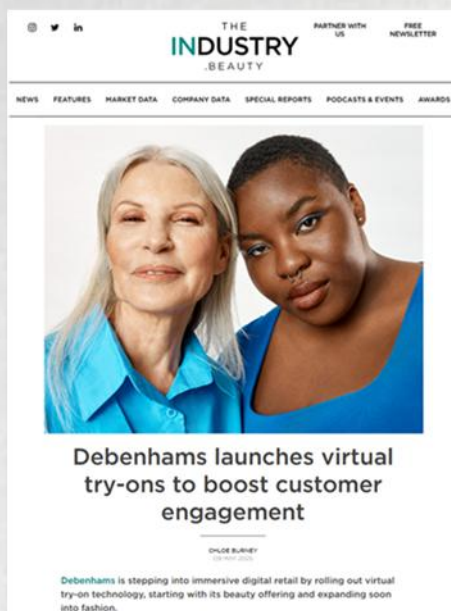 THE
INDUSTRY
.BEAUTY
PARTNER WITH
US
FREE
NEWSLETTER
NEWS FEATURES MARKET DATA COMPANY DATA SPECIAL REPORTS PODCASTS & EVENTS AWARDS
Debenhams launches virtual
try-ons to boost customer
engagement
CHLOE BURNEY
Debenhams is stepping into immersive digital retail by rolling out virtual
try-on technology, starting with its beauty offering and expanding soon
into fashion.